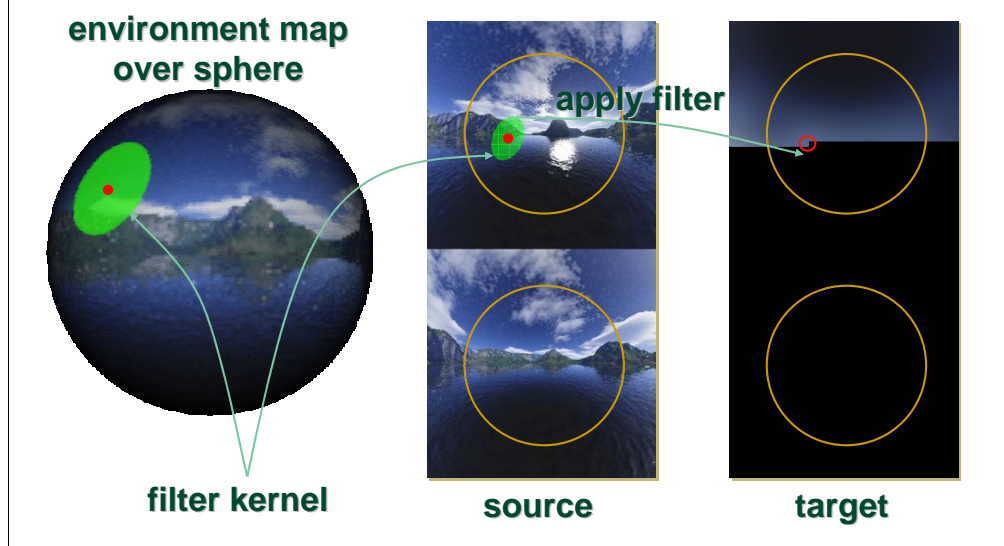 environment map
over sphere
apply filter
filter kernel
source
target